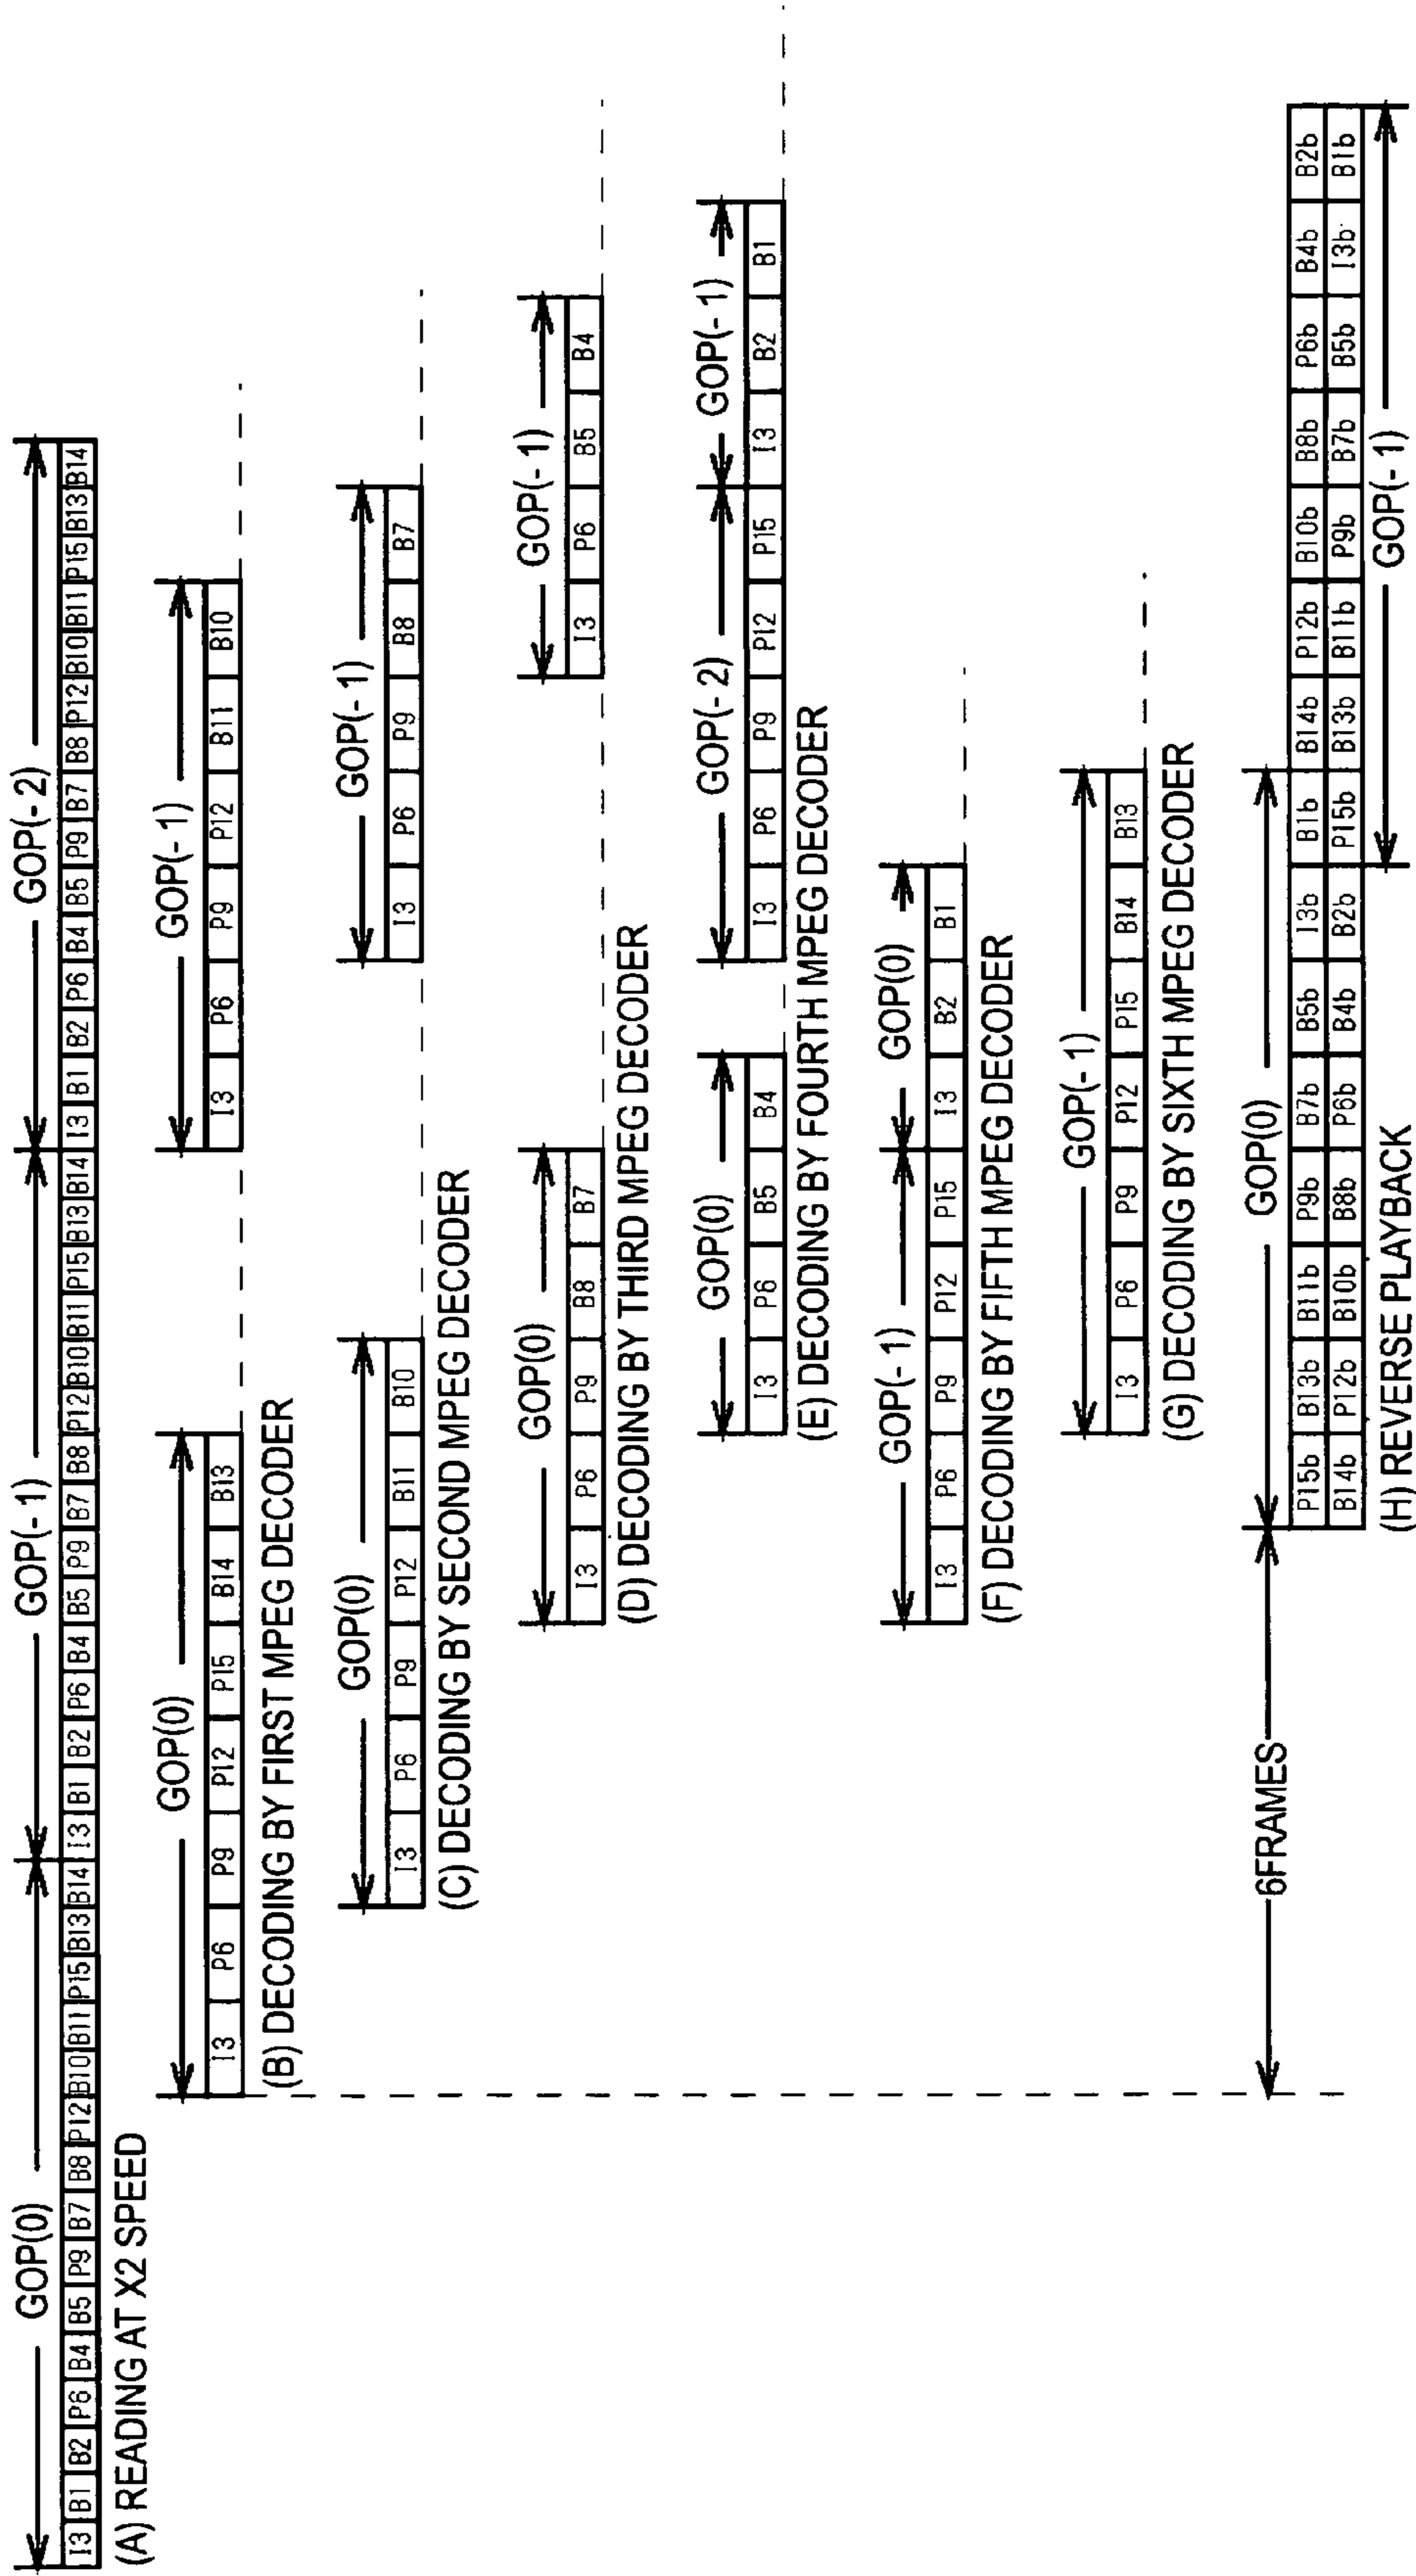 GOP(0) GOP(-1) GOP(-2)
I3 B1 B2 P6 B4 B5 P9 B7 B8 P12 B10 B11 P15 B13 B14 I3 B1 B2 P6 B4 B5 P9 B7 B8 P12 B10 B11 P15 B13 B14 I3 B1 B2 P6 B4 B5 P9 B7 B8 P12 B10 B11 P15 B13 B14
(A) READING AT X2 SPEED
GOP(0) GOP(-1)
I3 P6 P9 P12 P15 B14 B13 I3 P6 P9 P12 B11 B10
(B) DECODING BY FIRST MPEG DECODER
GOP(0) GOP(-1)
I3 P6 P9 P12 B11 B10 I3 P6 P9 B8 B7
(C) DECODING BY SECOND MPEG DECODER
GOP(0) GOP(-1)
I3 P6 P9 B8 B7 I3 P6 B5 B4
(D) DECODING BY THIRD MPEG DECODER
GOP(0) GOP(-2) GOP(-1)
I3 P6 B5 B4 I3 P6 P9 P12 P15 I3 B2 B1
(E) DECODING BY FOURTH MPEG DECODER
GOP(-1) GOP(0)
I3 P6 P9 P12 P15 I3 B2 B1
(F) DECODING BY FIFTH MPEG DECODER
GOP(-1)
I3 P6 P9 P12 P15 B14 B13
(G) DECODING BY SIXTH MPEG DECODER
6FRAMES GOP(0)
P15b B13b B11b P9b B7b B5b I3b B1b B14b P12b B10b B8b P6b B4b B2b
B14b P12b B10b B8b P6b B4b B2b P15b B13b B11b P9b B7b B5b I3b B1b
GOP(-1)
(H) REVERSE PLAYBACK